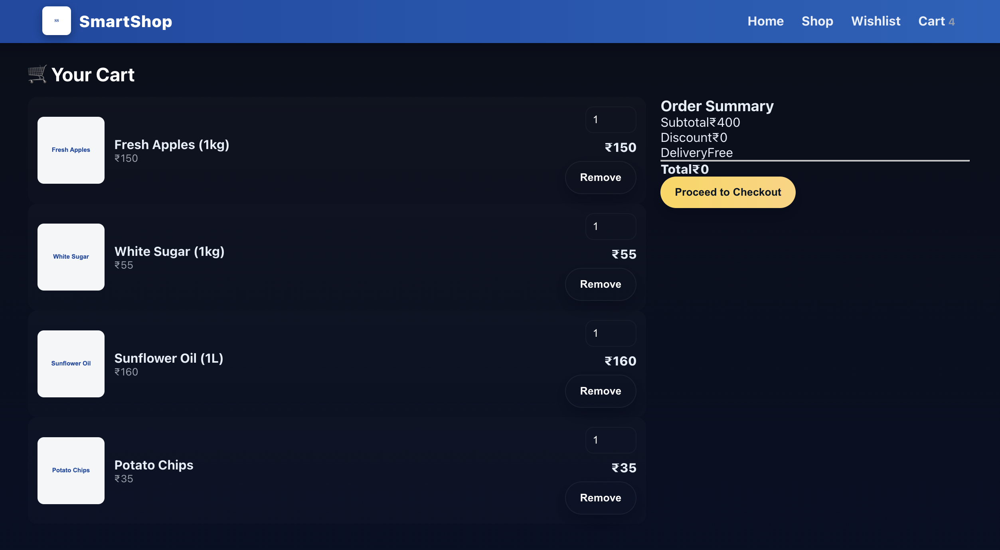 SS
SmartShop
Home Shop Wishlist Cart 4
🛒 Your Cart
Fresh Apples
Fresh Apples (1kg)
₹150
1
₹150
Remove
White Sugar
White Sugar (1kg)
₹55
1
₹55
Remove
Sunflower Oil
Sunflower Oil (1L)
₹160
1
₹160
Remove
Potato Chips
Potato Chips
₹35
1
₹35
Remove
Order Summary
Subtotal₹400
Discount₹0
DeliveryFree
Total₹0
Proceed to Checkout